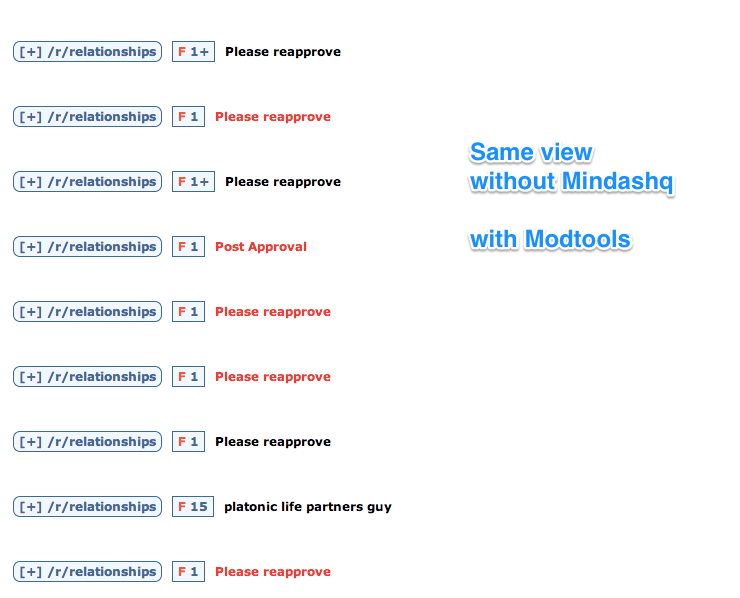 [+] /r/relationships F 1+ Please reapprove
[+] /r/relationships F 1 Please reapprove
Same view
without Mindashq
[+] /r/relationships F 1+ Please reapprove
with Modtools
[+] /r/relationships F 1 Post Approval
[+] /r/relationships F 1 Please reapprove
[+] /r/relationships F 1 Please reapprove
[+] /r/relationships F 1 Please reapprove
[+] /r/relationships F 15 platonic life partners guy
[+] /r/relationships F 1 Please reapprove